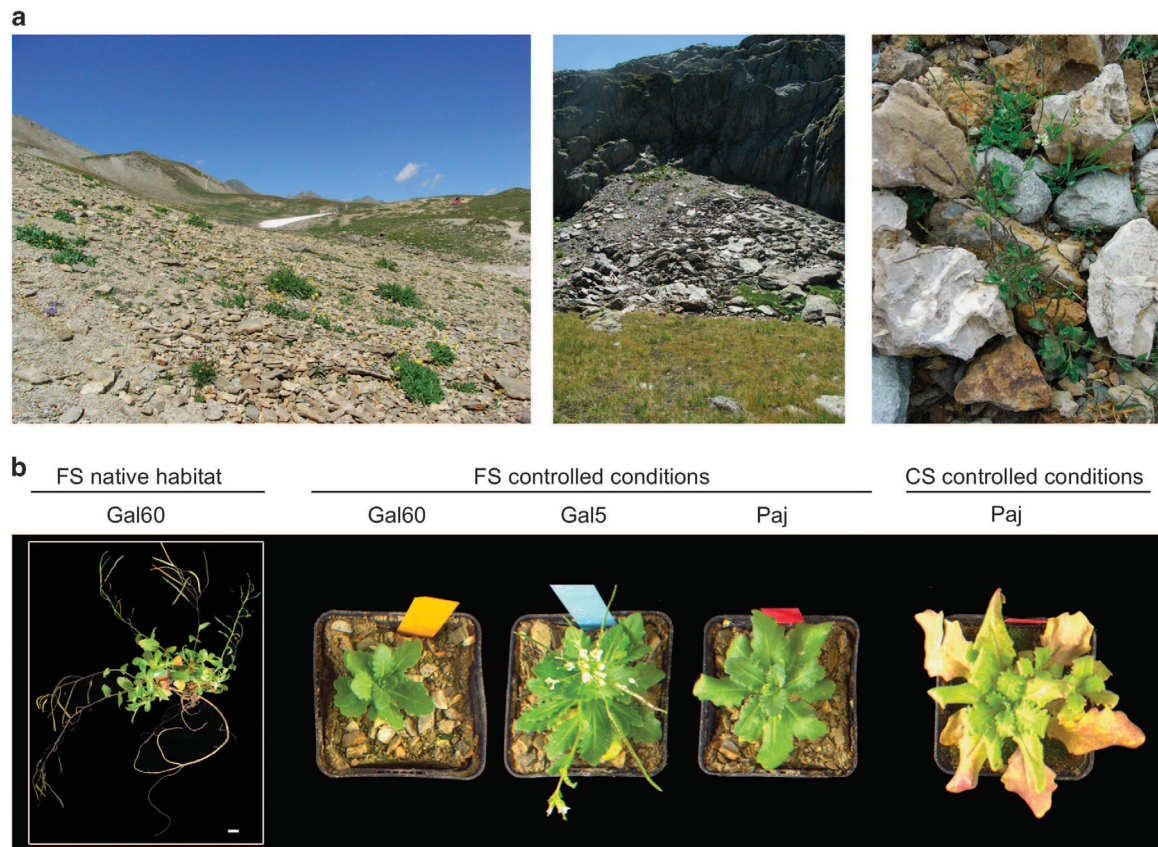 a
b
FS native habitat
FS controlled conditions
CS controlled conditions
Gal60
Gal60
Gal5
Paj
Paj